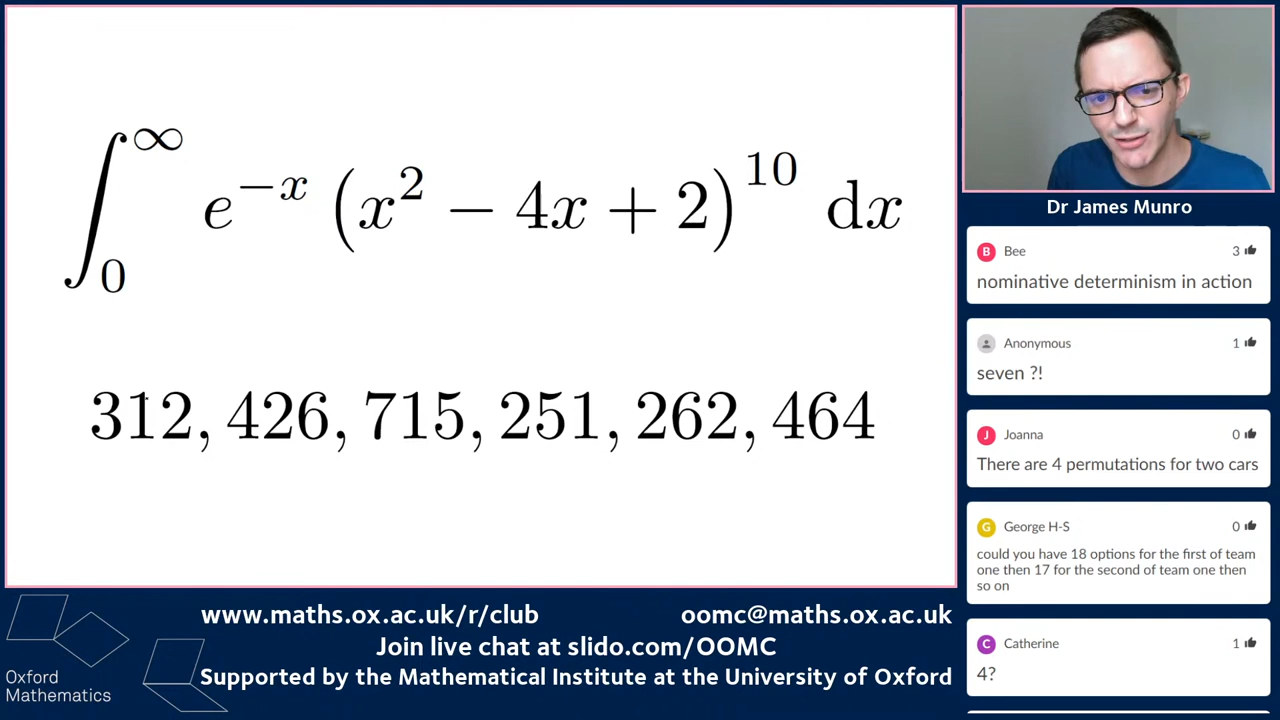 ∫₀^∞ e^{−x} (x² − 4x + 2)^{10} dx
312, 426, 715, 251, 262, 464
Dr James Munro
B Bee 3
nominative determinism in action
Anonymous 1
seven ?!
J Joanna 0
There are 4 permutations for two cars
G George H-S 0
could you have 18 options for the first of team
one then 17 for the second of team one then
so on
C Catherine 1
4?
www.maths.ox.ac.uk/r/club oomc@maths.ox.ac.uk
Join live chat at slido.com/OOMC
Supported by the Mathematical Institute at the University of Oxford
Oxford
Mathematics